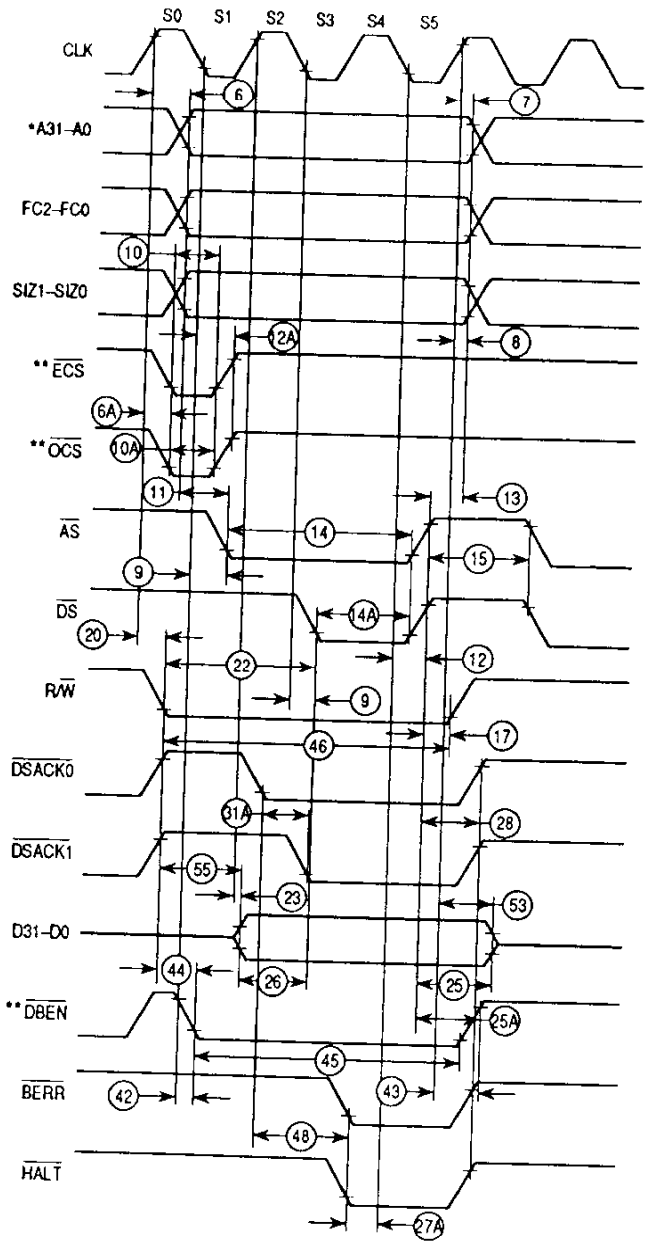 S0 S1 S2 S3 S4 S5
CLK
6
7
*A31–A0
FC2–FC0
10
SIZ1–SIZ0
12A
8
**ECS
6A
**OCS
10A
11
13
AS
14
15
9
DS
14A
20
22
12
R/W
9
17
46
DSACK0
31A
28
DSACK1
55
23
53
D31–D0
44
26
25
**DBEN
25A
45
BERR
42
43
48
HALT
27A